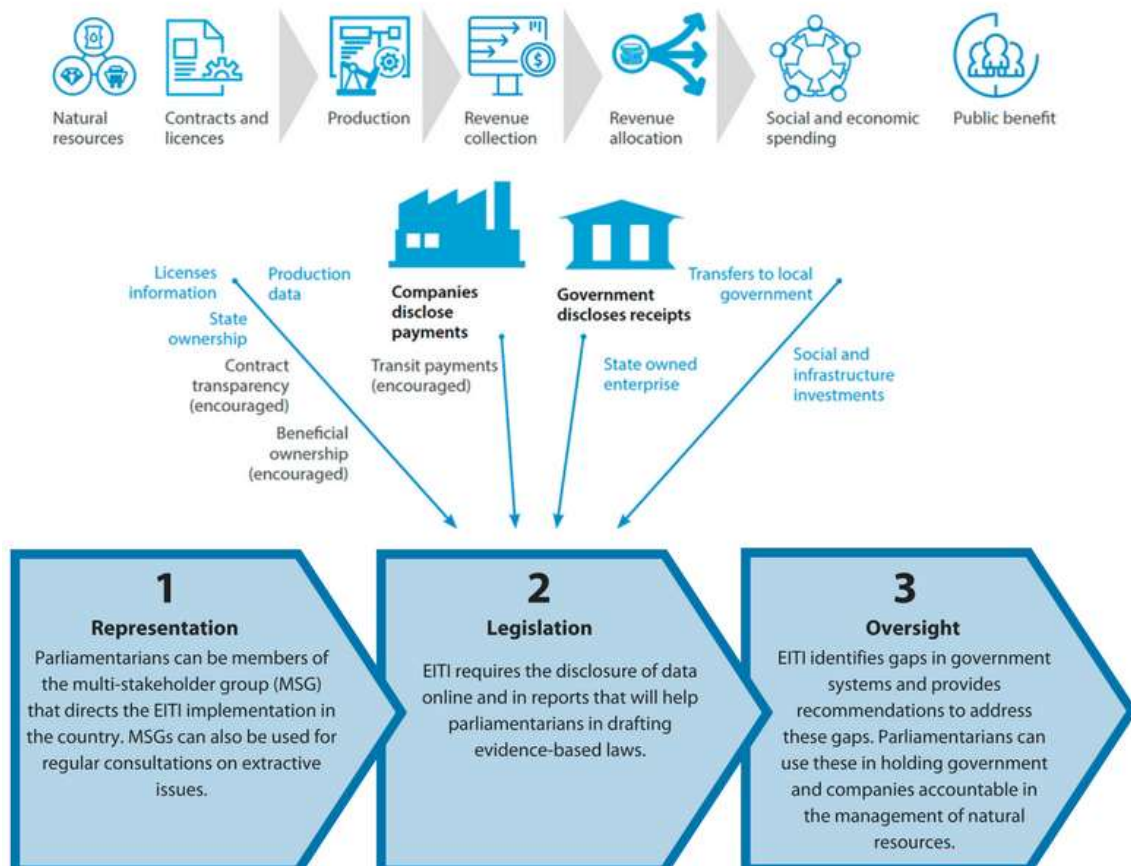 Natural
resources
Contracts and
licences
Production
Revenue
collection
Revenue
allocation
Social and economic
spending
Public benefit
Licenses
information
Production
data
State
ownership
Contract
transparency
(encouraged)
Beneficial
ownership
(encouraged)
Companies
disclose
payments
Transit payments
(encouraged)
Government
discloses receipts
State owned
enterprise
Transfers to local
government
Social and
infrastructure
investments
1
Representation
Parliamentarians can be members of
the multi-stakeholder group (MSG)
that directs the EITI implementation in
the country. MSGs can also be used for
regular consultations on extractive
issues.
2
Legislation
EITI requires the disclosure of data
online and in reports that will help
parliamentarians in drafting
evidence-based laws.
3
Oversight
EITI identifies gaps in government
systems and provides
recommendations to address
these gaps. Parliamentarians can
use these in holding government
and companies accountable in
the management of natural
resources.